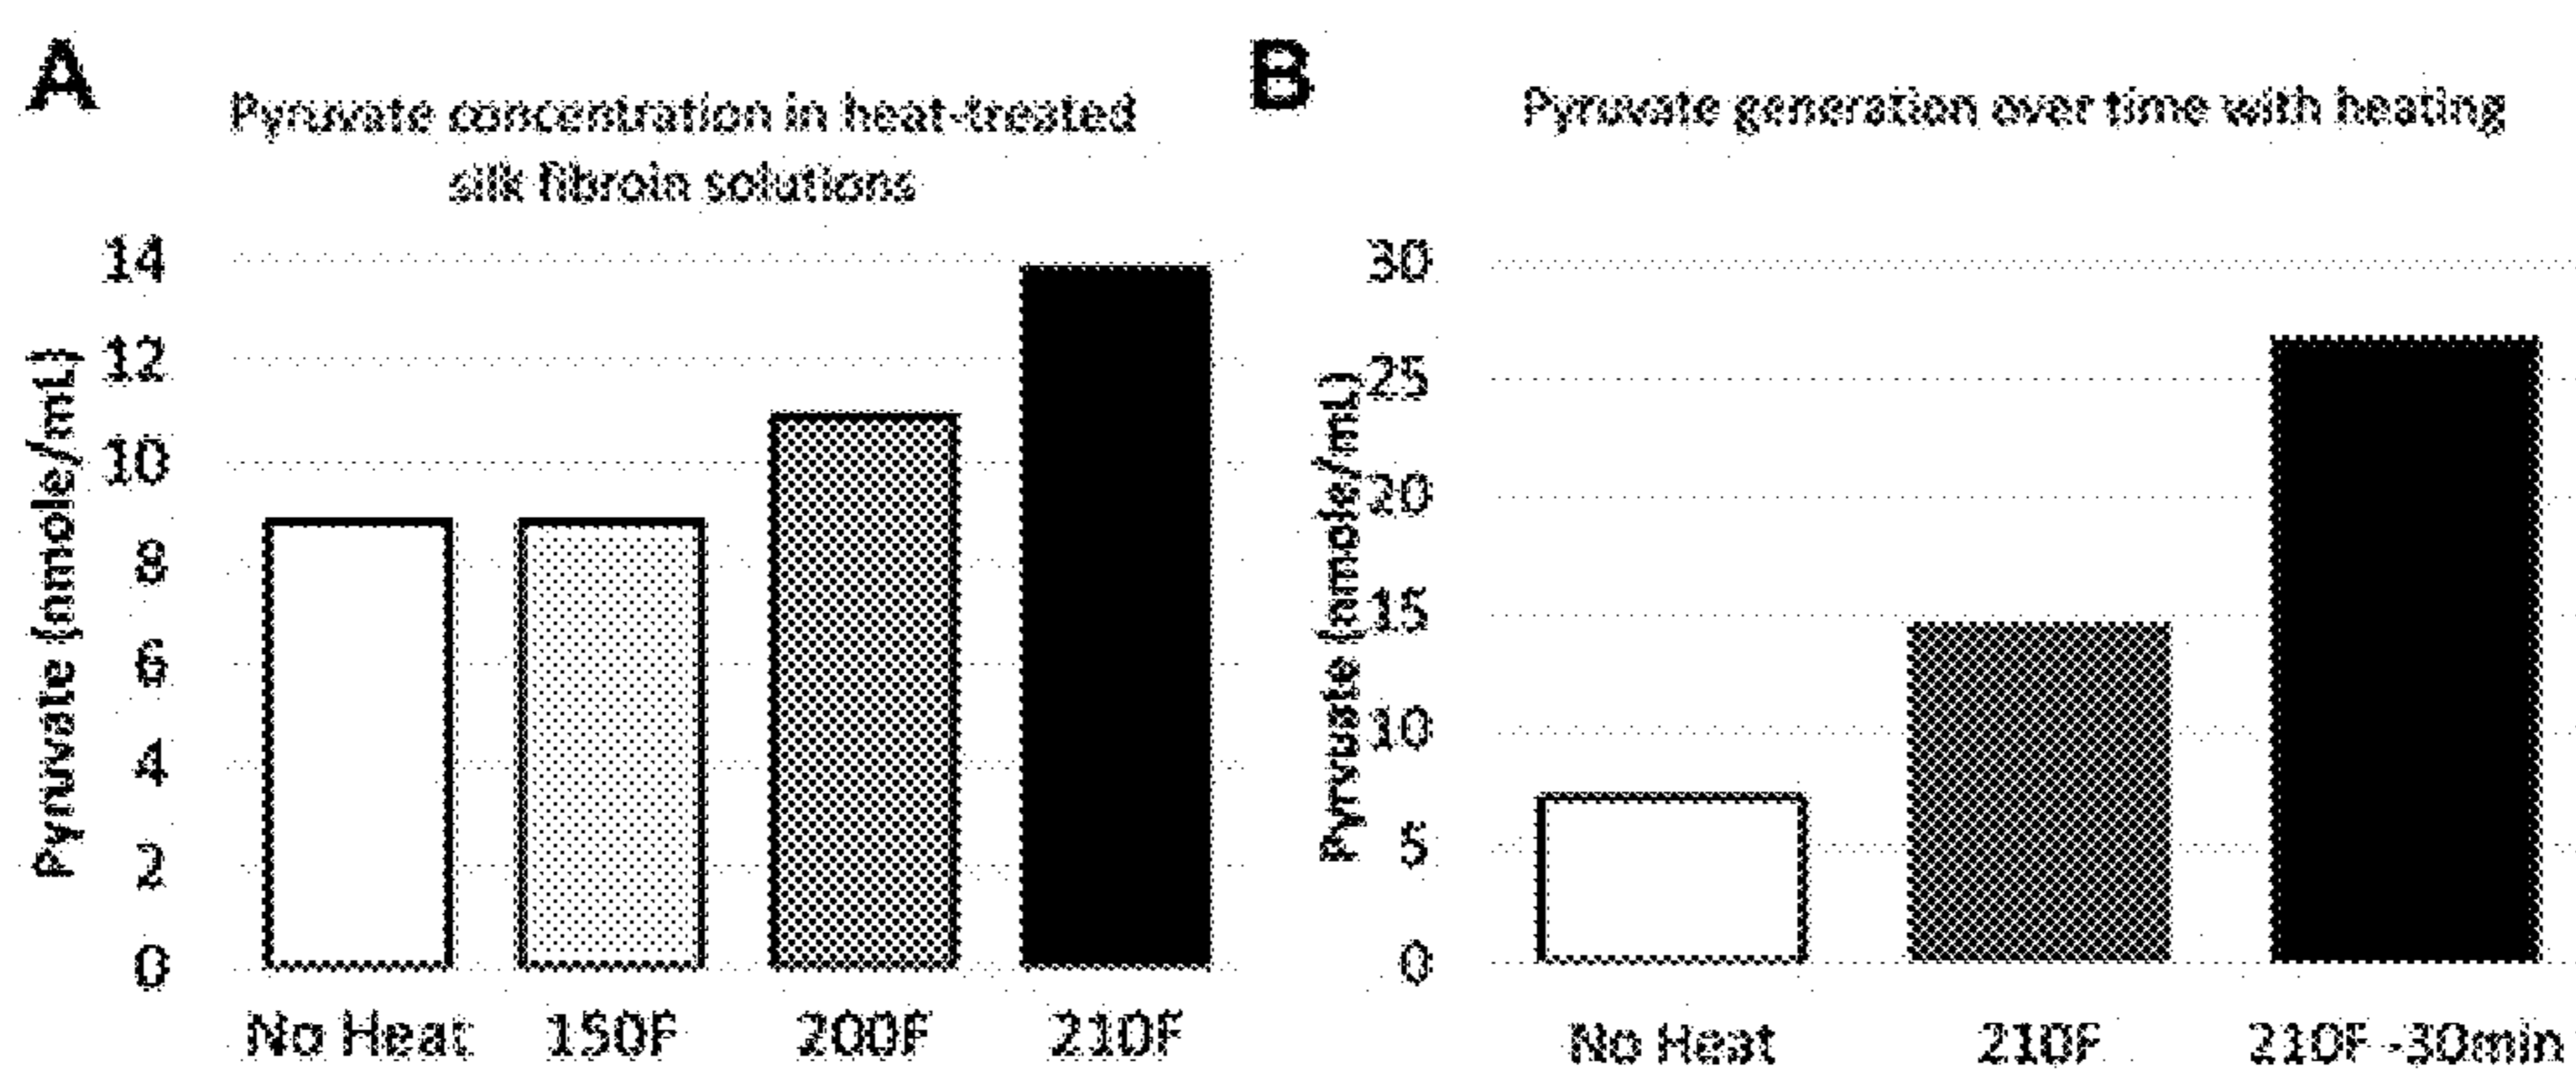 A
Pyruvate concentration in heat-treated
silk fibroin solutions
Pyruvate (nmole/mL)
14
12
10
8
6
4
2
0
No Heat 150F 200F 210F
B
Pyruvate generation over time with heating
Pyruvate (nmole/mL)
30
25
20
15
10
5
0
No Heat 210F 210F -30min